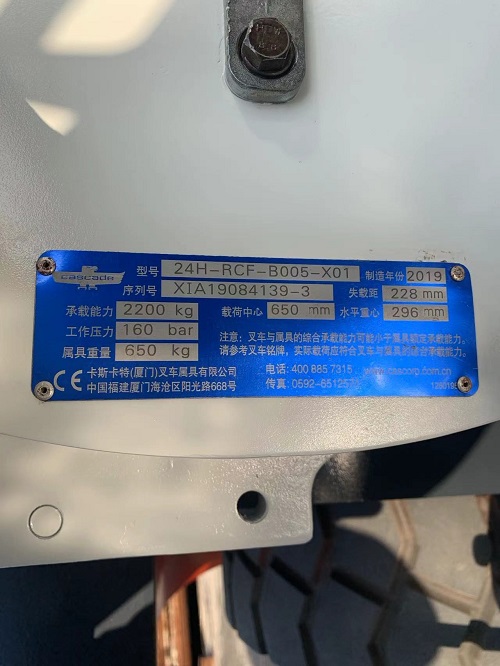 cascade
型号 24H-RCF-B005-X01 制造年份 2019
序列号 XIA19084139-3 失载距 228 mm
承载能力 2200 kg 载荷中心 650 mm 水平重心 296 mm
工作压力 160 bar
属具重量 650 kg
注意: 叉车与属具的综合承载能力可能小于属具额定承载能力,
请参考叉车铭牌, 实际载荷应符合叉车与属具的综合承载能力.
CE 卡斯卡特(厦门)叉车属具有限公司 电话: 400 885 7315 www.cascorp.com.cn
中国福建厦门海沧区阳光路668号 传真: 0592-651257